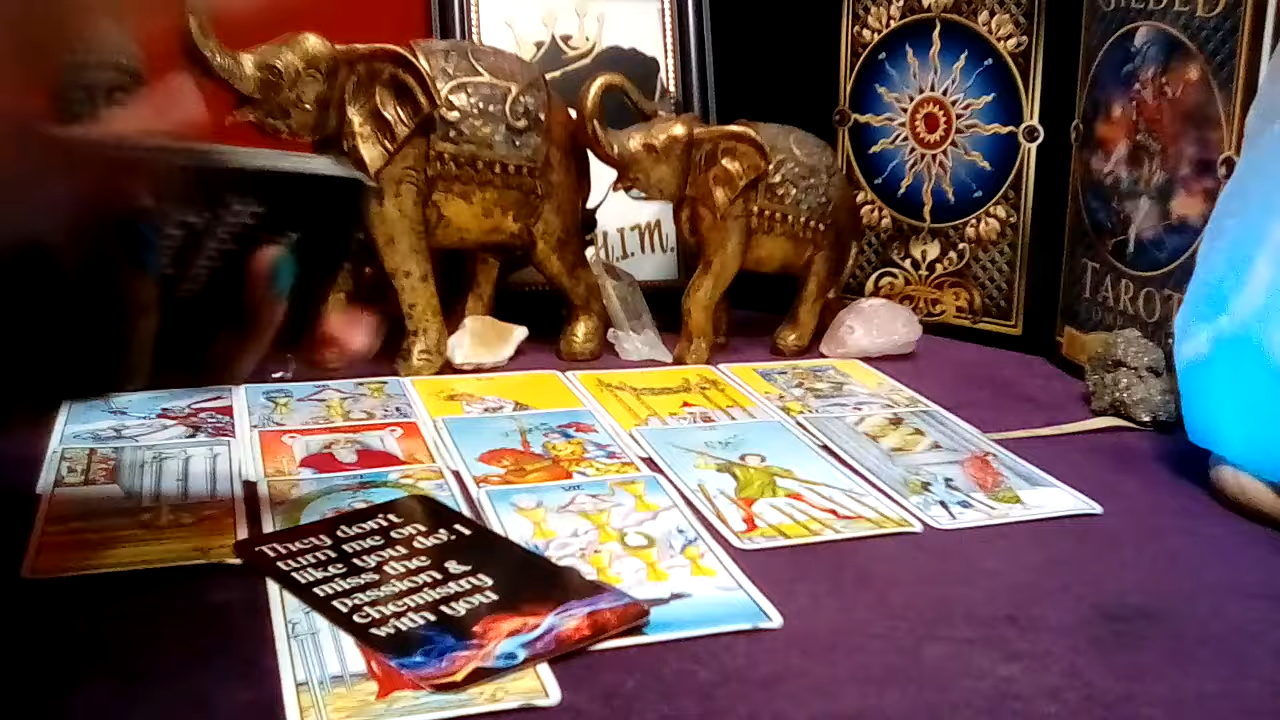 GILDED
H.I.M.
TAROT
They don't
turn me on
like you do! I
miss the
passion &
chemistry
with you
VII